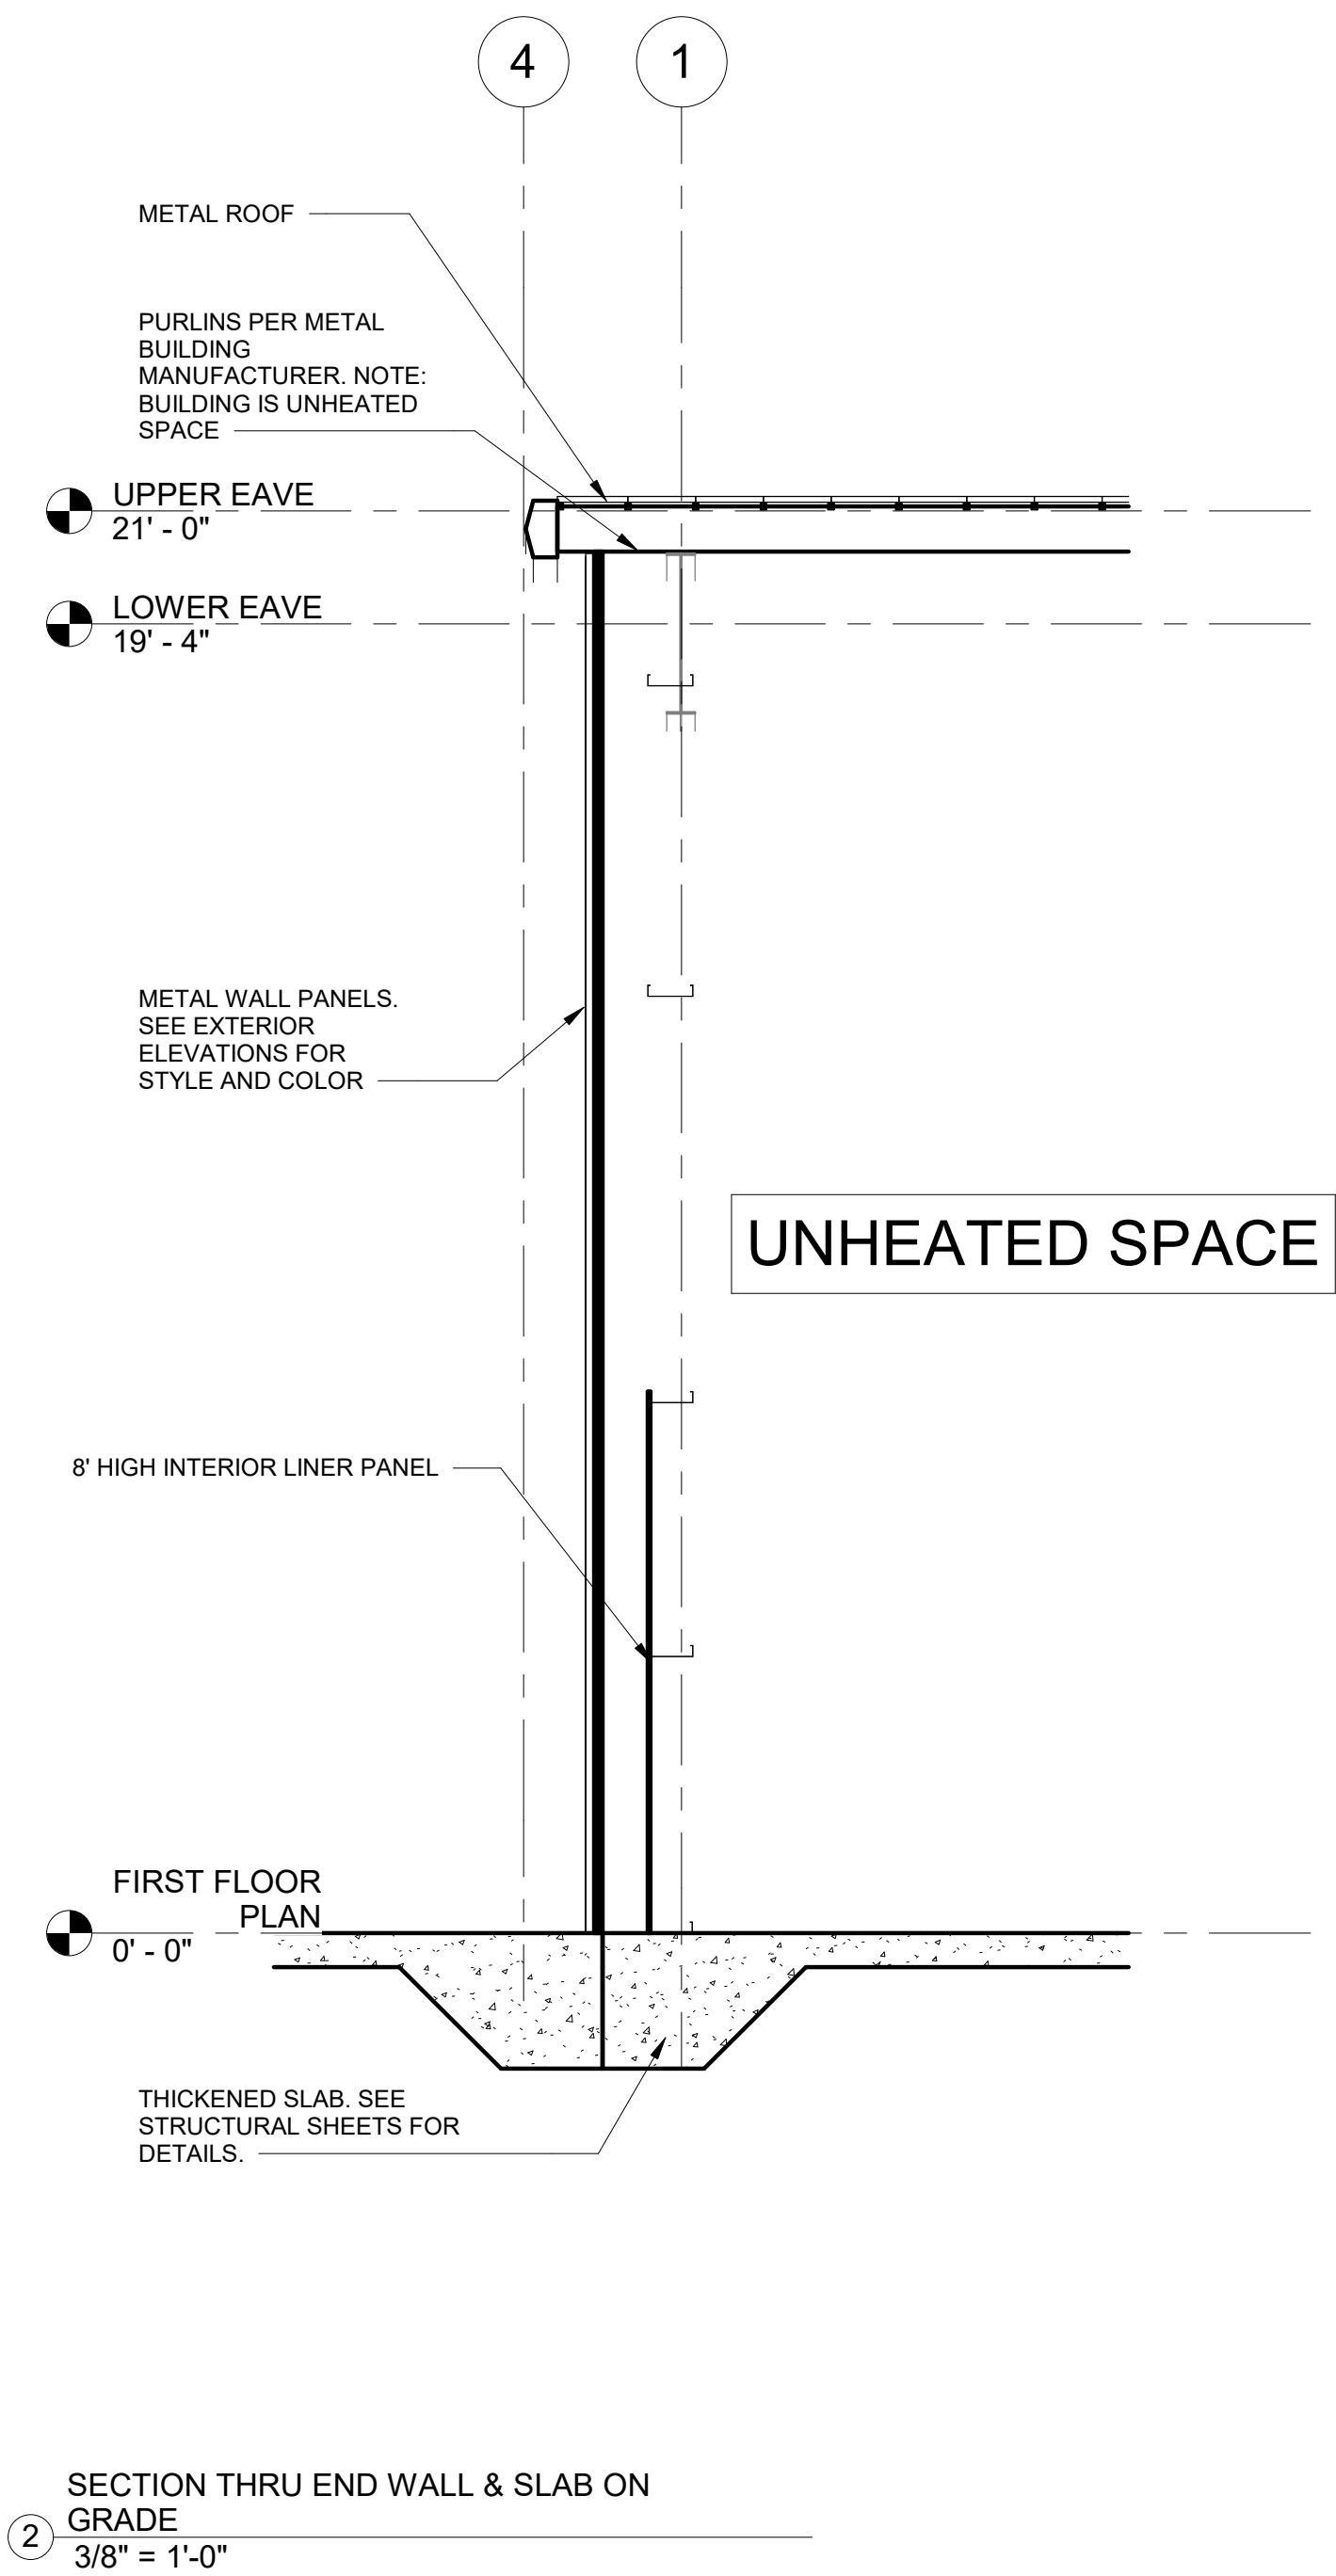 4
1
METAL ROOF
PURLINS PER METAL
BUILDING
MANUFACTURER. NOTE:
BUILDING IS UNHEATED
SPACE
UPPER EAVE
21' - 0"
LOWER EAVE
19' - 4"
METAL WALL PANELS.
SEE EXTERIOR
ELEVATIONS FOR
STYLE AND COLOR
UNHEATED SPACE
8' HIGH INTERIOR LINER PANEL
FIRST FLOOR
PLAN
0' - 0"
THICKENED SLAB. SEE
STRUCTURAL SHEETS FOR
DETAILS.
SECTION THRU END WALL & SLAB ON
GRADE
2
3/8" = 1'-0"